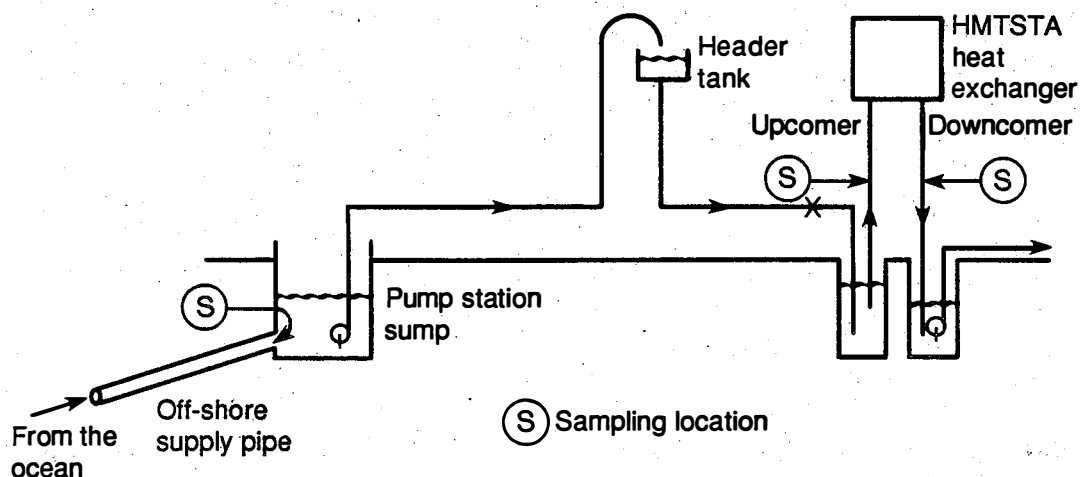 Header
tank
HMTSTA
heat
exchanger
Upcomer
Downcomer
S
S
S
Pump station
sump
Off-shore
supply pipe
From the
ocean
S Sampling location